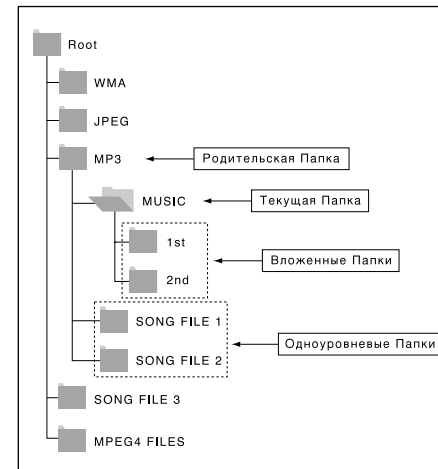 Root
WMA
JPEG
MP3
Родительская Папка
MUSIC
Текущая Папка
1st
Вложенные Папки
2nd
SONG FILE 1
Одноуровневые Папки
SONG FILE 2
SONG FILE 3
MPEG4 FILES